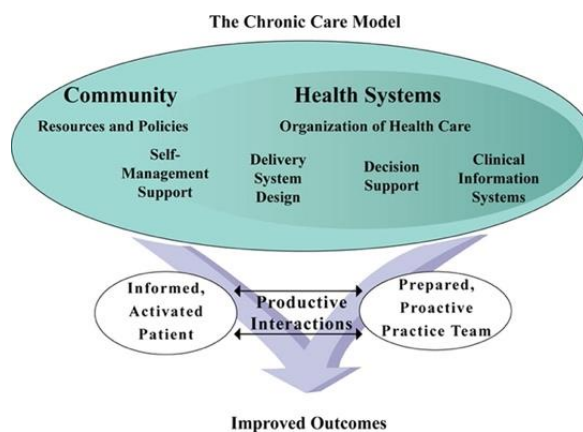 The Chronic Care Model
Community
Health Systems
Resources and Policies
Organization of Health Care
Self-
Management
Support
Delivery
System
Design
Decision
Support
Clinical
Information
Systems
Informed,
Activated
Patient
Productive
Interactions
Prepared,
Proactive
Practice Team
Improved Outcomes